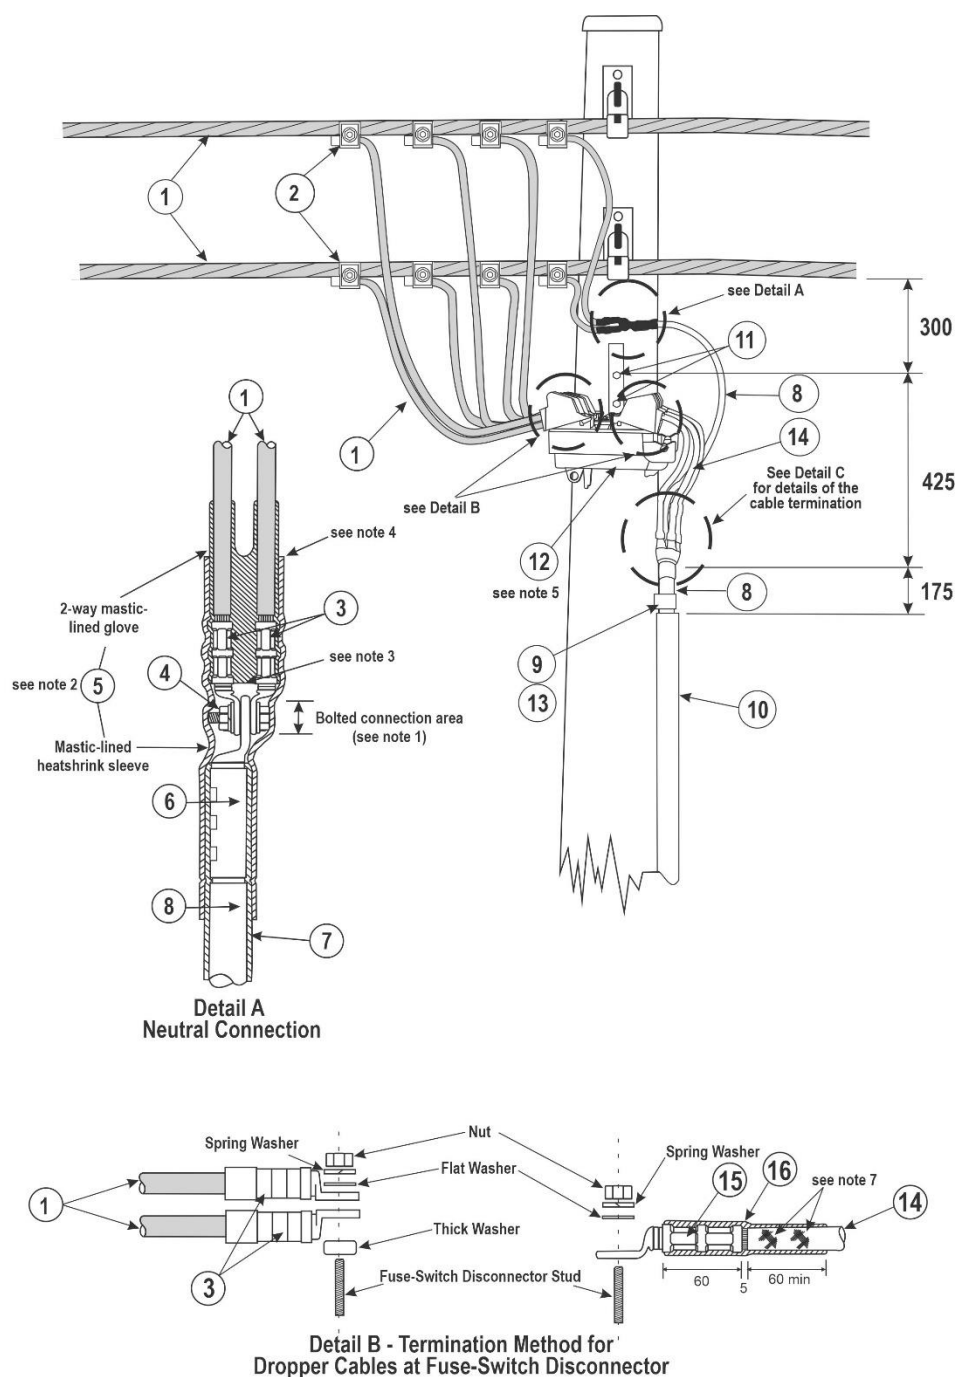 1
2
see Detail A
300
11
8
1
14
425
1
see Detail B
See Detail C
for details of the
cable termination
see note 4
12
see note 5
8
175
2-way mastic-
lined glove
3
see note 3
9
13
10
see note 2
5
4
Bolted connection area
(see note 1)
Mastic-lined
heatshrink sleeve
6
8
7
Detail A
Neutral Connection
Nut
Spring Washer
Spring Washer
Flat Washer
15
16
see note 7
14
1
Thick Washer
3
Fuse-Switch Disconnector Stud
60
5
60 min
Detail B - Termination Method for
Dropper Cables at Fuse-Switch Disconnector